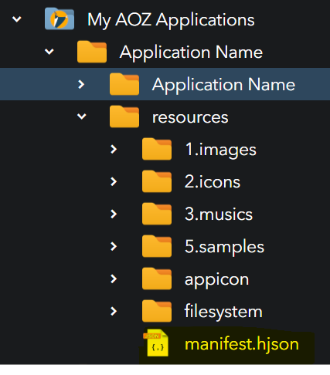 My AOZ Applications
Application Name
Application Name
resources
1.images
2.icons
3.musics
5.samples
appicon
filesystem
manifest.hjson